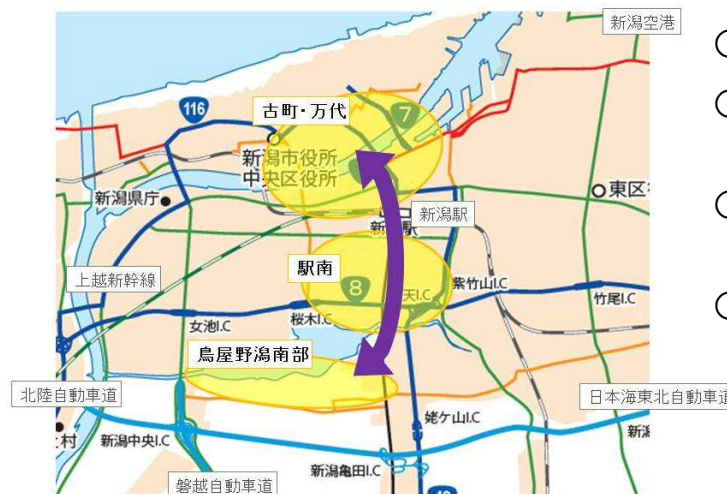 新潟空港
116
古町・万代
7
新潟市役所
中央区役所
新潟県庁
東区
新潟駅
駅南
上越新幹線
8
紫竹山I.C
竹尾I.C
桜木I.C
女池I.C
鳥屋野潟南部
北陸自動車道
日本海東北自動車道
姥ケ山I.C
新潟中央I.C
新潟亀田I.C
磐越自動車道